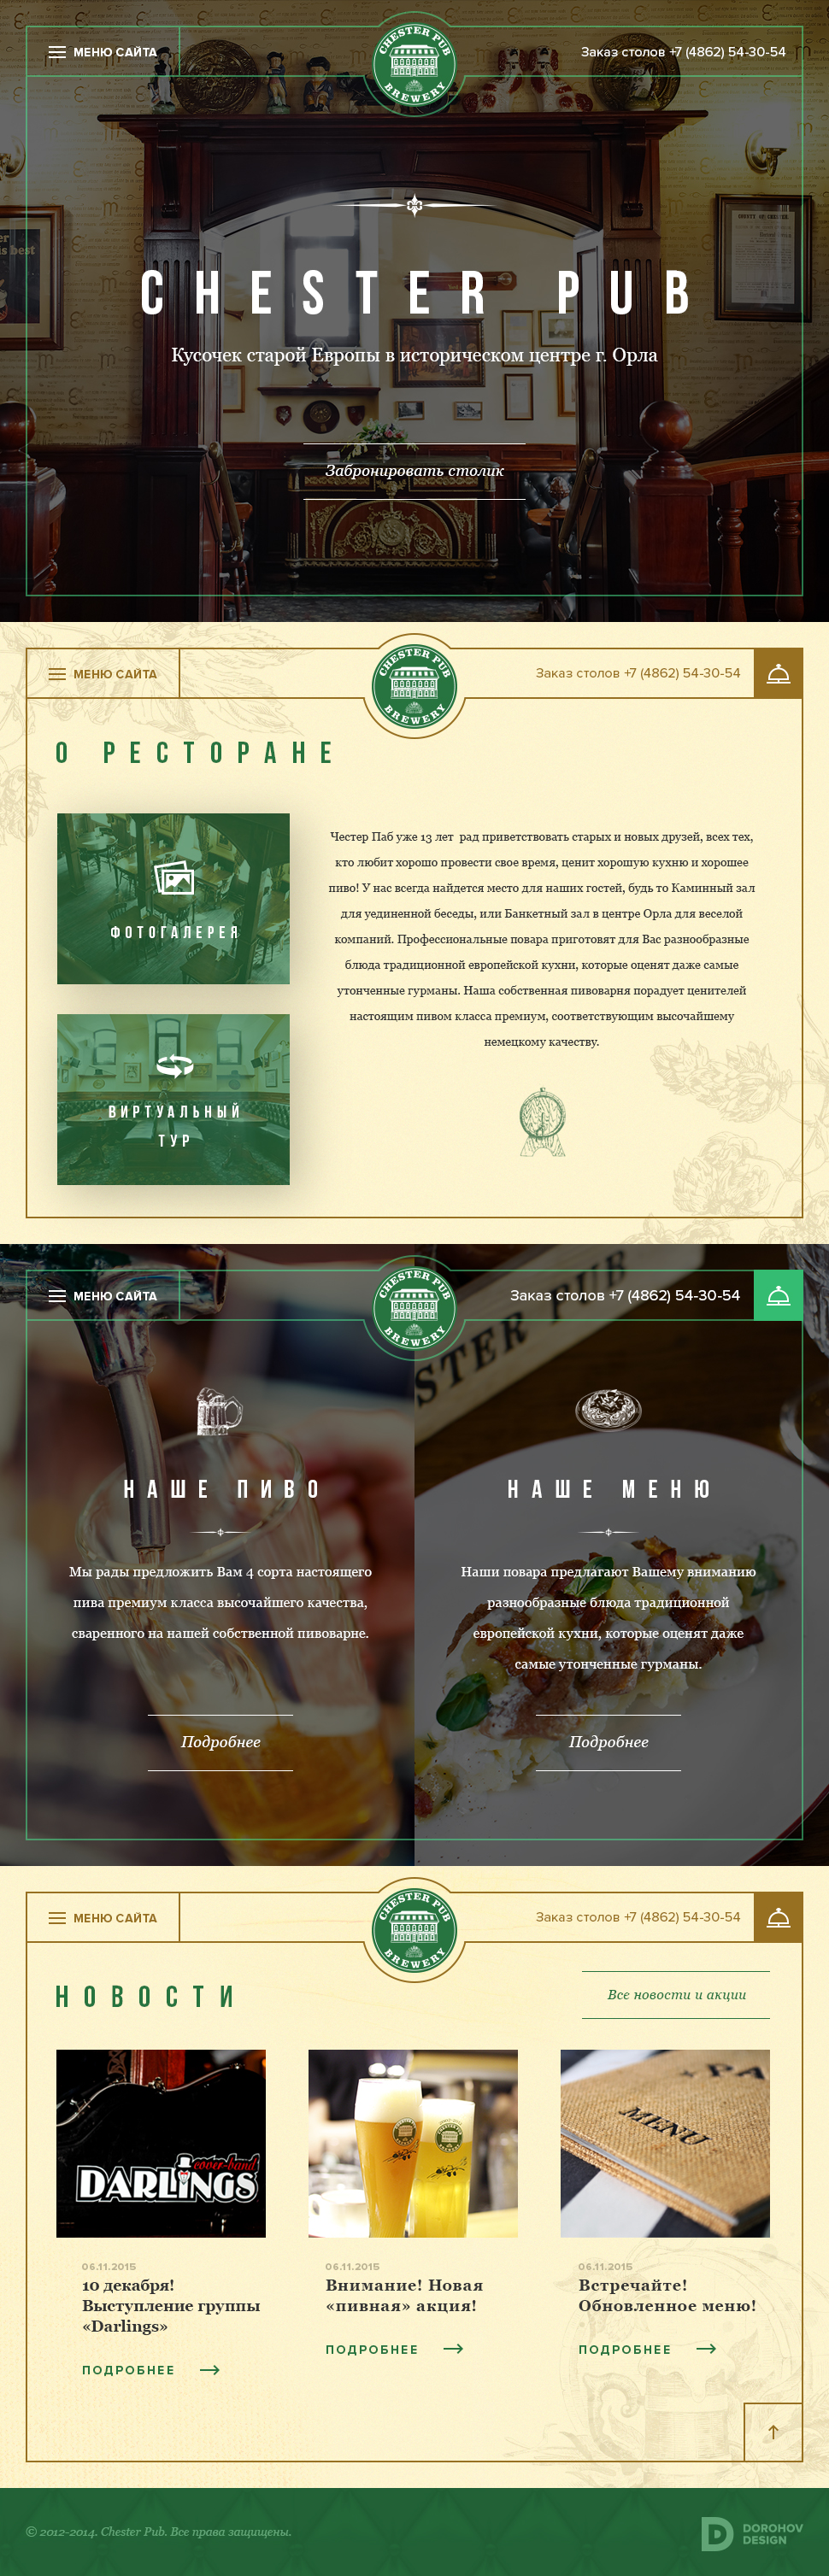 МЕНЮ САЙТА
CHESTER PUB
BREWERY
Заказ столов +7 (4862) 54-30-54
CHESTER PUB
Кусочек старой Европы в историческом центре г. Орла
Забронировать столик
МЕНЮ САЙТА
CHESTER PUB
BREWERY
Заказ столов +7 (4862) 54-30-54
О РЕСТОРАНЕ
ФОТОГАЛЕРЕЯ
ВИРТУАЛЬНЫЙ
ТУР
Честер Паб уже 13 лет рад приветствовать старых и новых друзей, всех тех,
кто любит хорошо провести свое время, ценит хорошую кухню и хорошее
пиво! У нас всегда найдется место для наших гостей, будь то Каминный зал
для уединенной беседы, или Банкетный зал в центре Орла для веселой
компаний. Профессиональные повара приготовят для Вас разнообразные
блюда традиционной европейской кухни, которые оценят даже самые
утонченные гурманы. Наша собственная пивоварня порадует ценителей
настоящим пивом класса премиум, соответствующим высочайшему
немецкому качеству.
МЕНЮ САЙТА
CHESTER PUB
BREWERY
Заказ столов +7 (4862) 54-30-54
НАШЕ ПИВО
Мы рады предложить Вам 4 сорта настоящего
пива премиум класса высочайшего качества,
сваренного на нашей собственной пивоварне.
Подробнее
НАШЕ МЕНЮ
Наши повара предлагают Вашему вниманию
разнообразные блюда традиционной
европейской кухни, которые оценят даже
самые утонченные гурманы.
Подробнее
МЕНЮ САЙТА
CHESTER PUB
BREWERY
Заказ столов +7 (4862) 54-30-54
НОВОСТИ
Все новости и акции
cover-band
DARLINGS
MENU
06.11.2015
10 декабря!
Выступление группы
«Darlings»
ПОДРОБНЕЕ
06.11.2015
Внимание! Новая
«пивная» акция!
ПОДРОБНЕЕ
06.11.2015
Встречайте!
Обновленное меню!
ПОДРОБНЕЕ
© 2012-2014. Chester Pub. Все права защищены.
DOROHOV
DESIGN